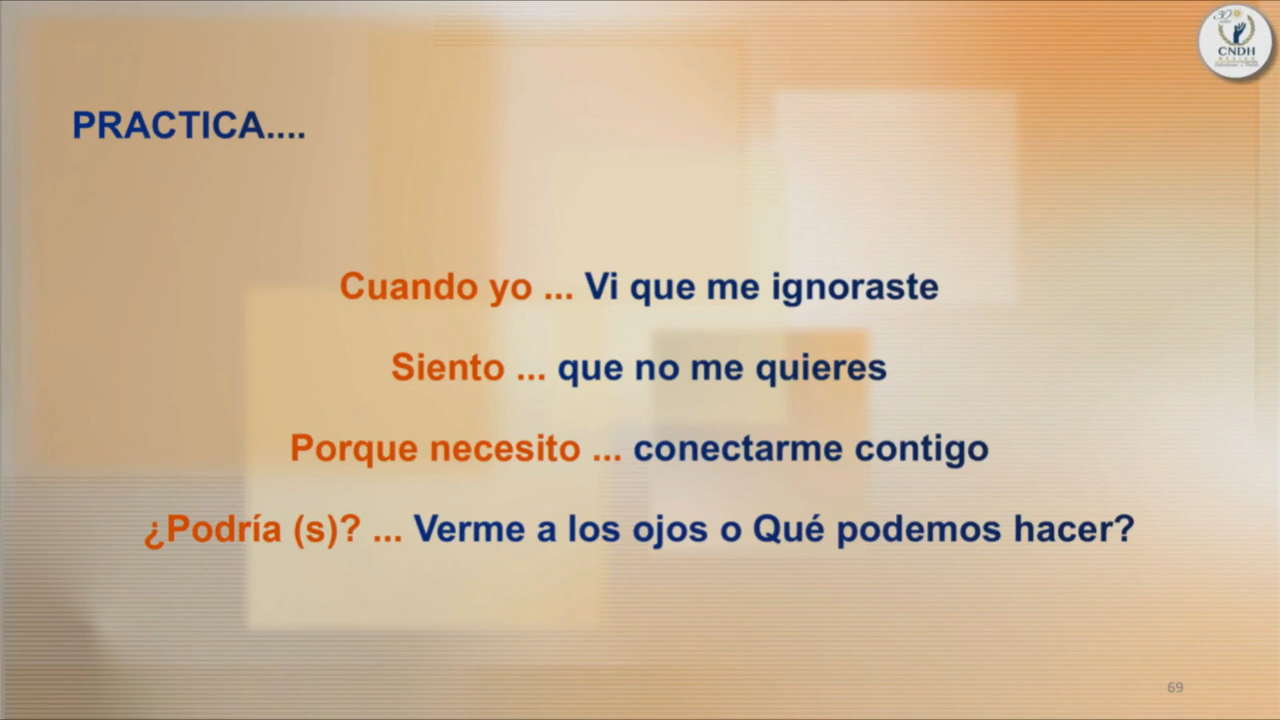 CNDH
MÉXICO
PRACTICA....
Cuando yo ... Vi que me ignoraste
Siento ... que no me quieres
Porque necesito ... conectarme contigo
¿Podría (s)? ... Verme a los ojos o Qué podemos hacer?
69